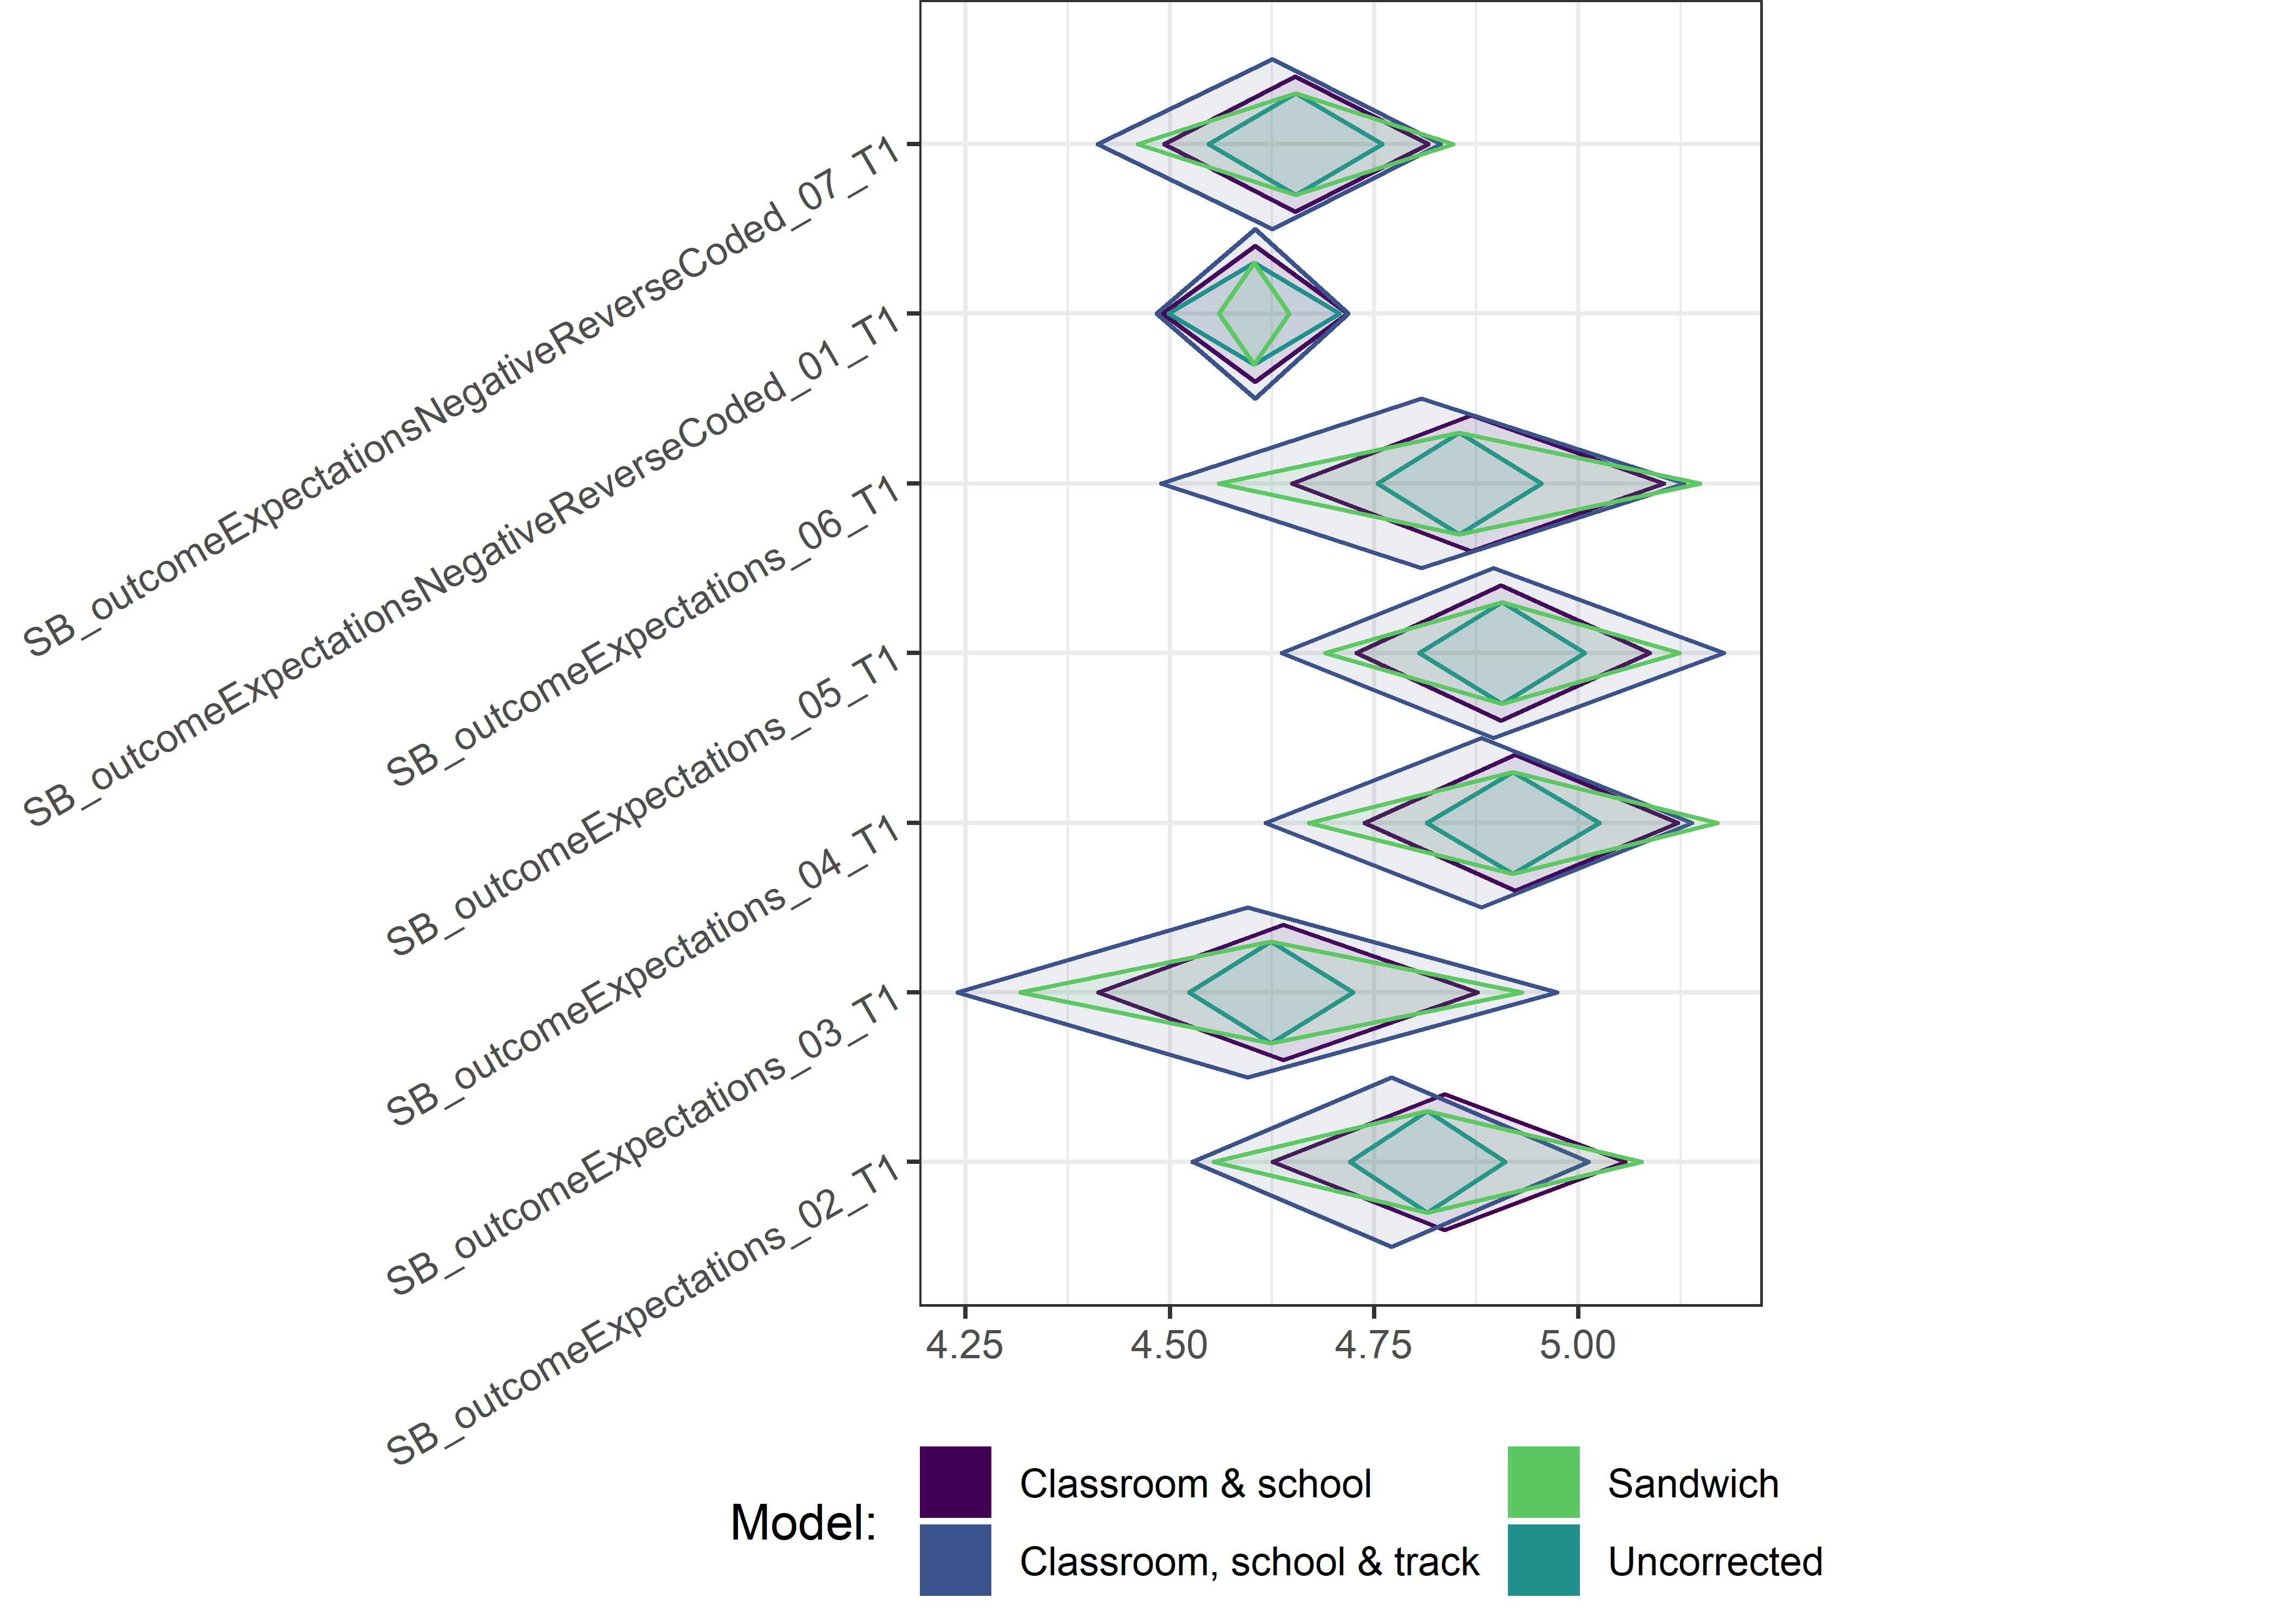 SB_outcomeExpectationsNegativeReverseCoded_07_T1
SB_outcomeExpectationsNegativeReverseCoded_01_T1
SB_outcomeExpectations_06_T1
SB_outcomeExpectations_05_T1
SB_outcomeExpectations_04_T1
SB_outcomeExpectations_03_T1
SB_outcomeExpectations_02_T1
4.25 4.50 4.75 5.00
Model:
Classroom & school
Classroom, school & track
Sandwich
Uncorrected